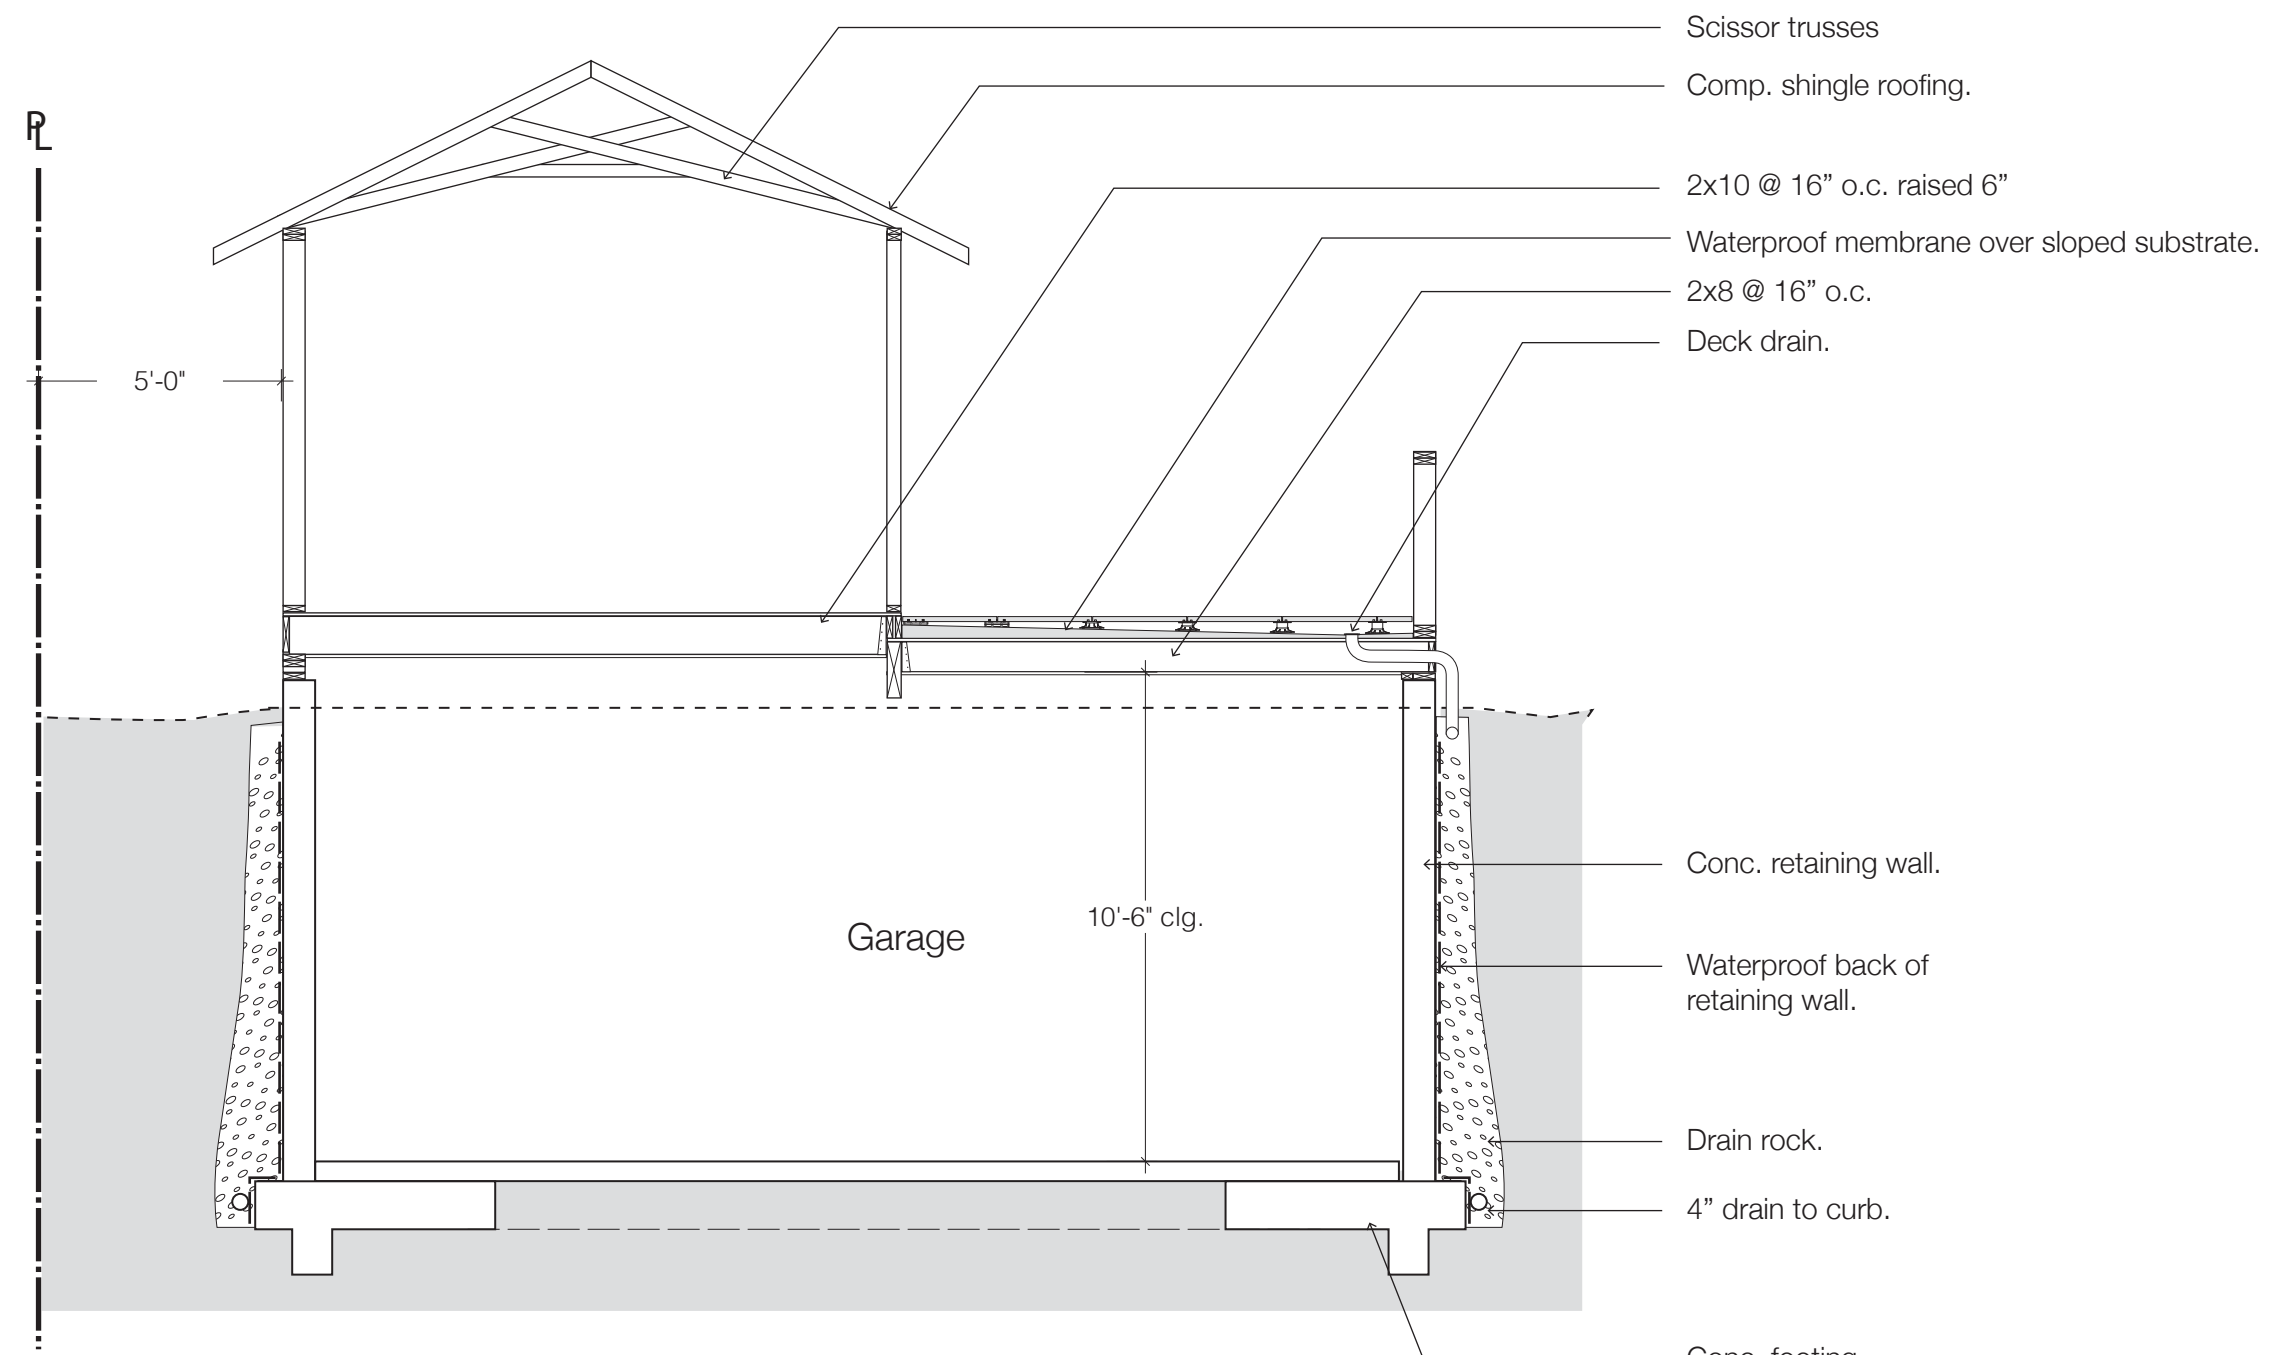 Scissor trusses
Comp. shingle roofing.
PL
2x10 @ 16” o.c. raised 6”
Waterproof membrane over sloped substrate.
2x8 @ 16” o.c.
Deck drain.
5'-0"
Conc. retaining wall.
10'-6" clg.
Garage
Waterproof back of
retaining wall.
Drain rock.
4” drain to curb.
Conc. footing